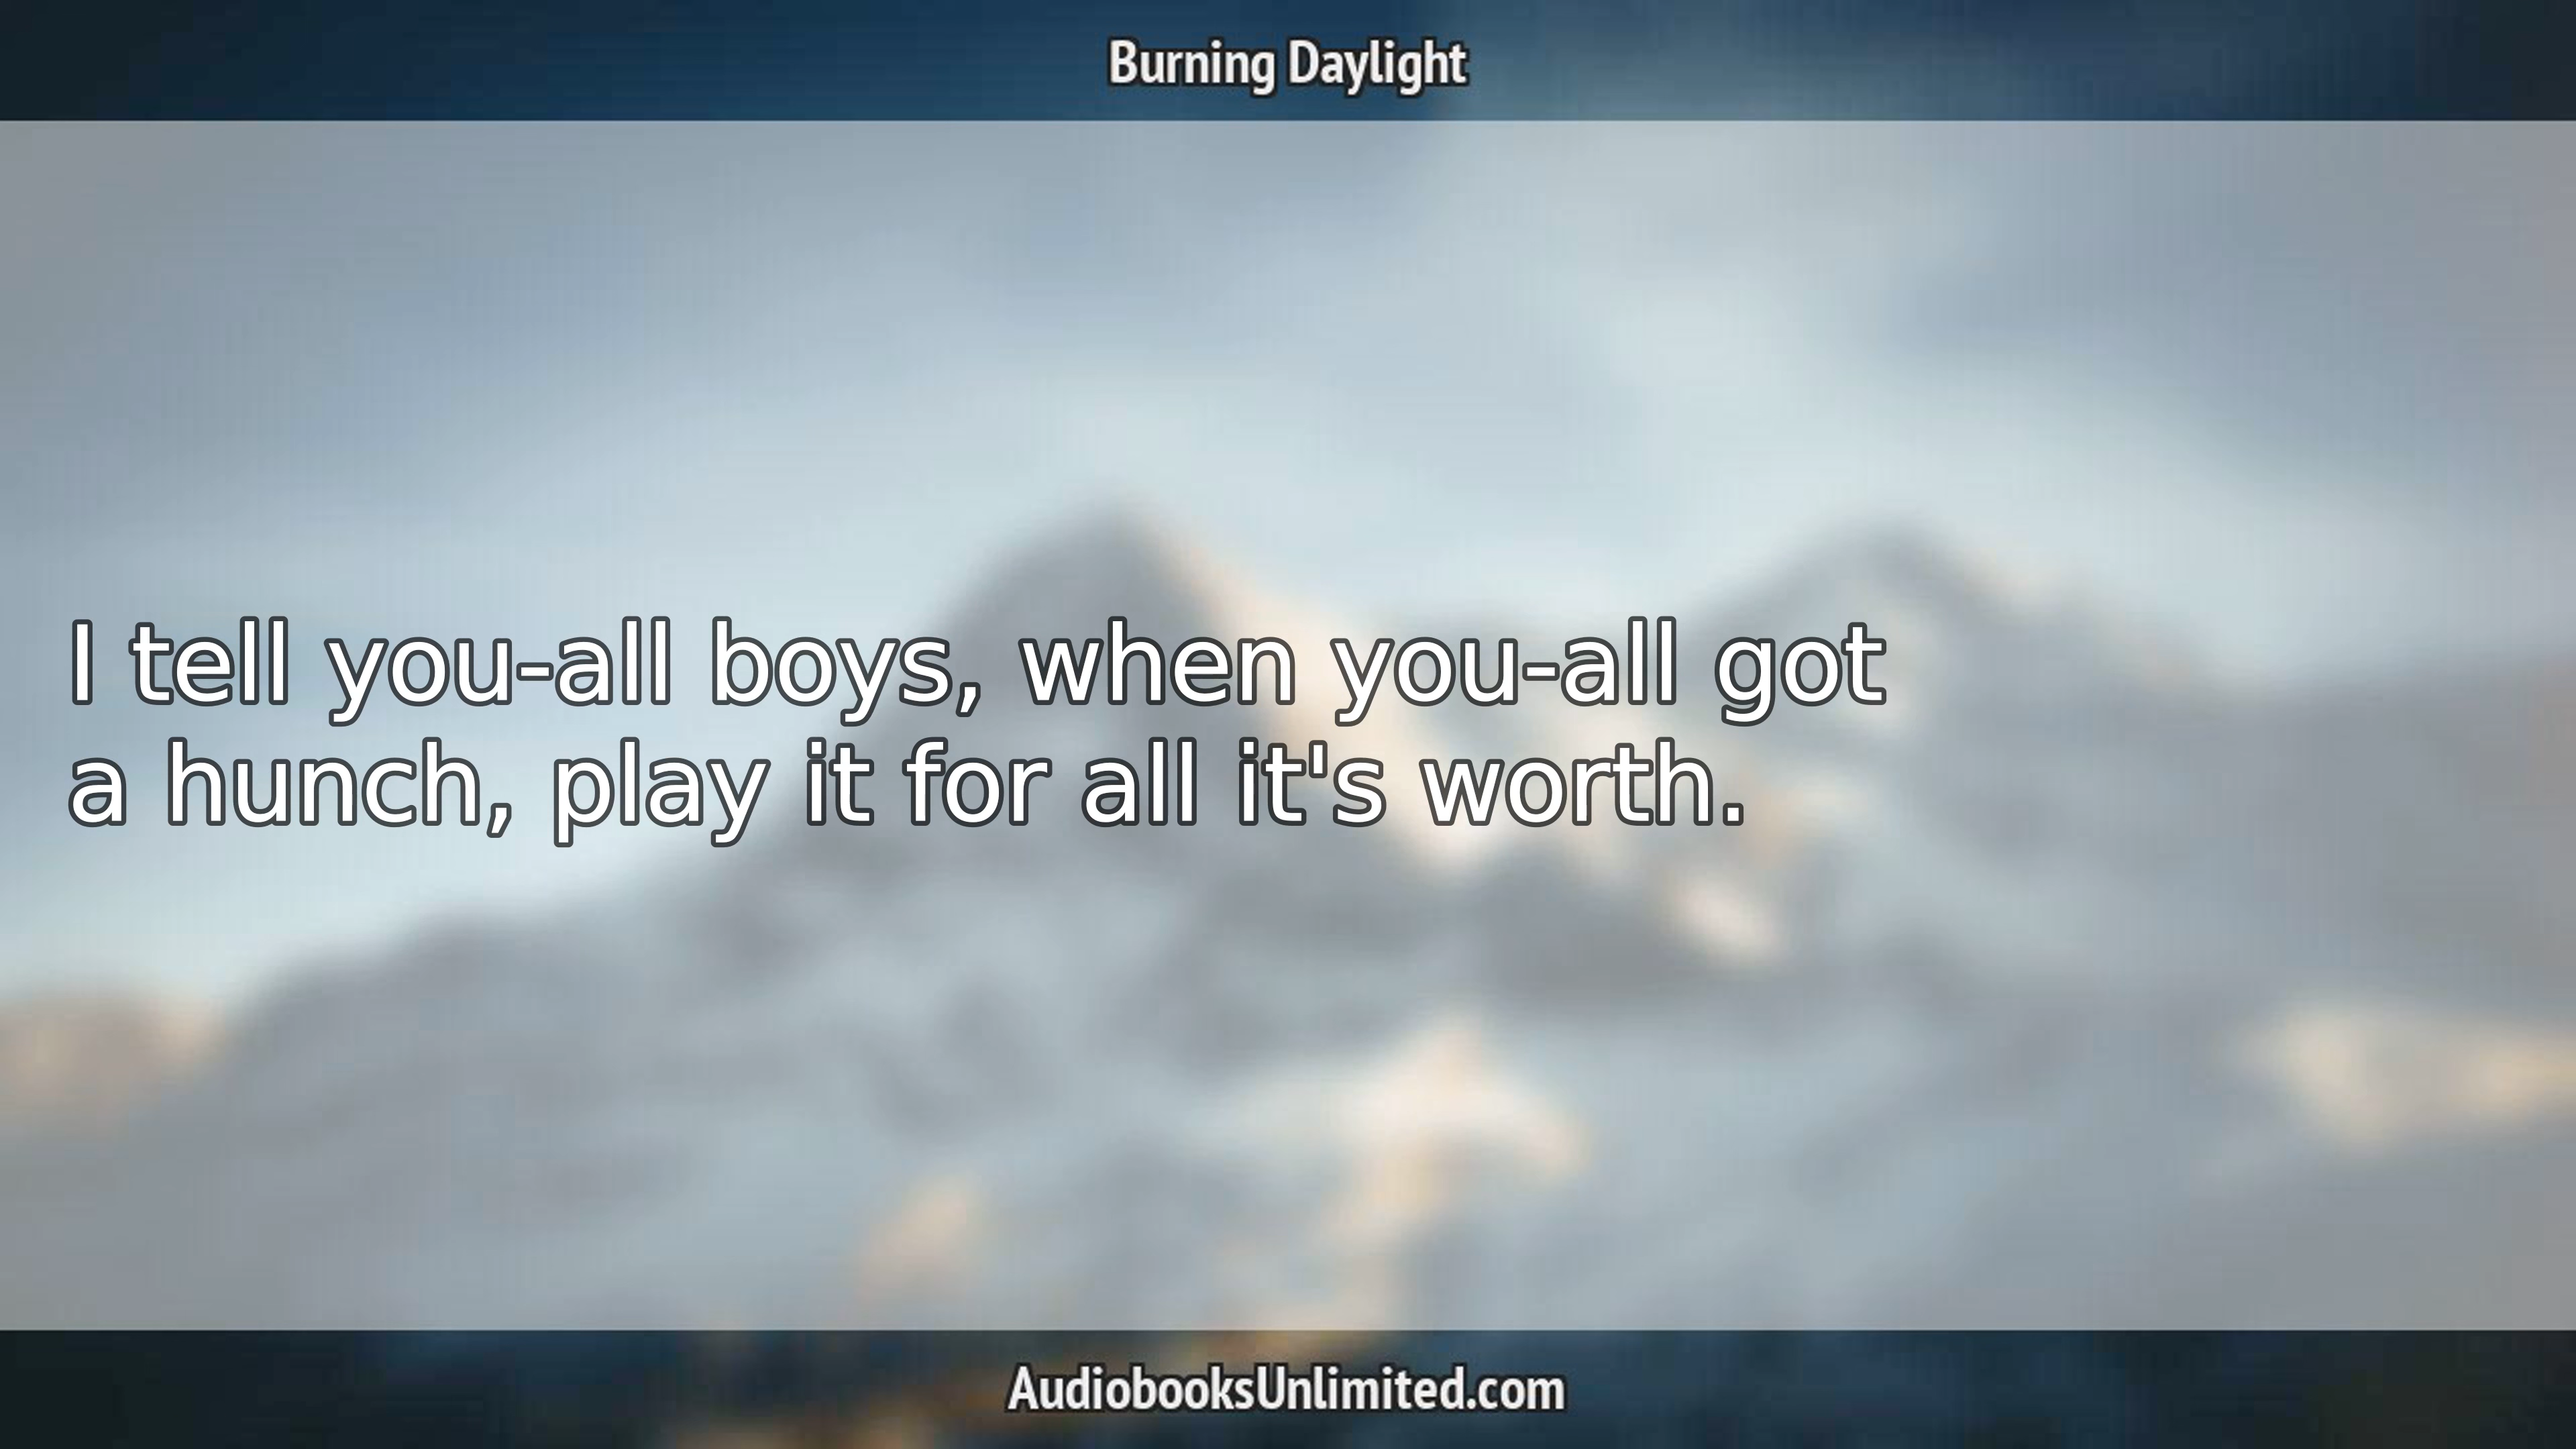 Burning Daylight
I tell you-all boys, when you-all got
a hunch, play it for all it's worth.
AudiobooksUnlimited.com